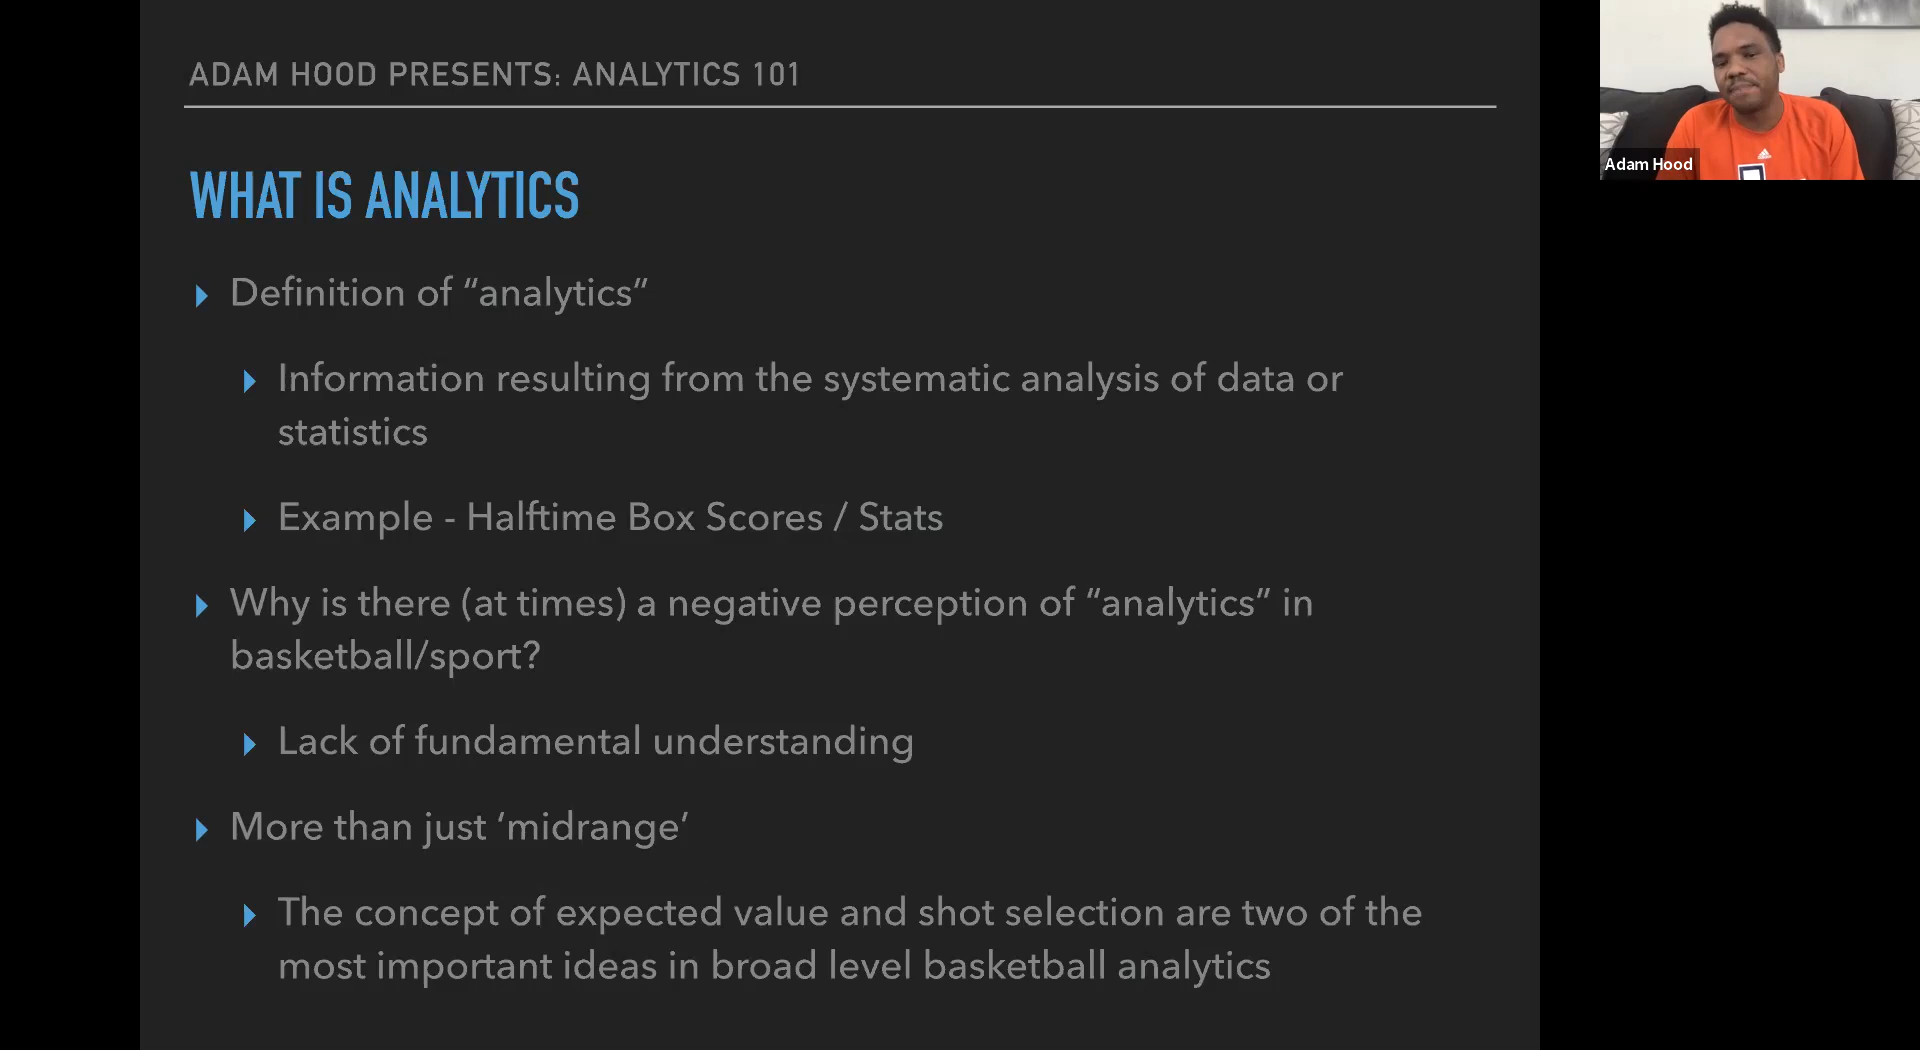 ADAM HOOD PRESENTS: ANALYTICS 101
WHAT IS ANALYTICS
Definition of “analytics”
Information resulting from the systematic analysis of data or
statistics
Example - Halftime Box Scores / Stats
Why is there (at times) a negative perception of “analytics” in
basketball/sport?
Lack of fundamental understanding
More than just ‘midrange’
The concept of expected value and shot selection are two of the
most important ideas in broad level basketball analytics
Adam Hood